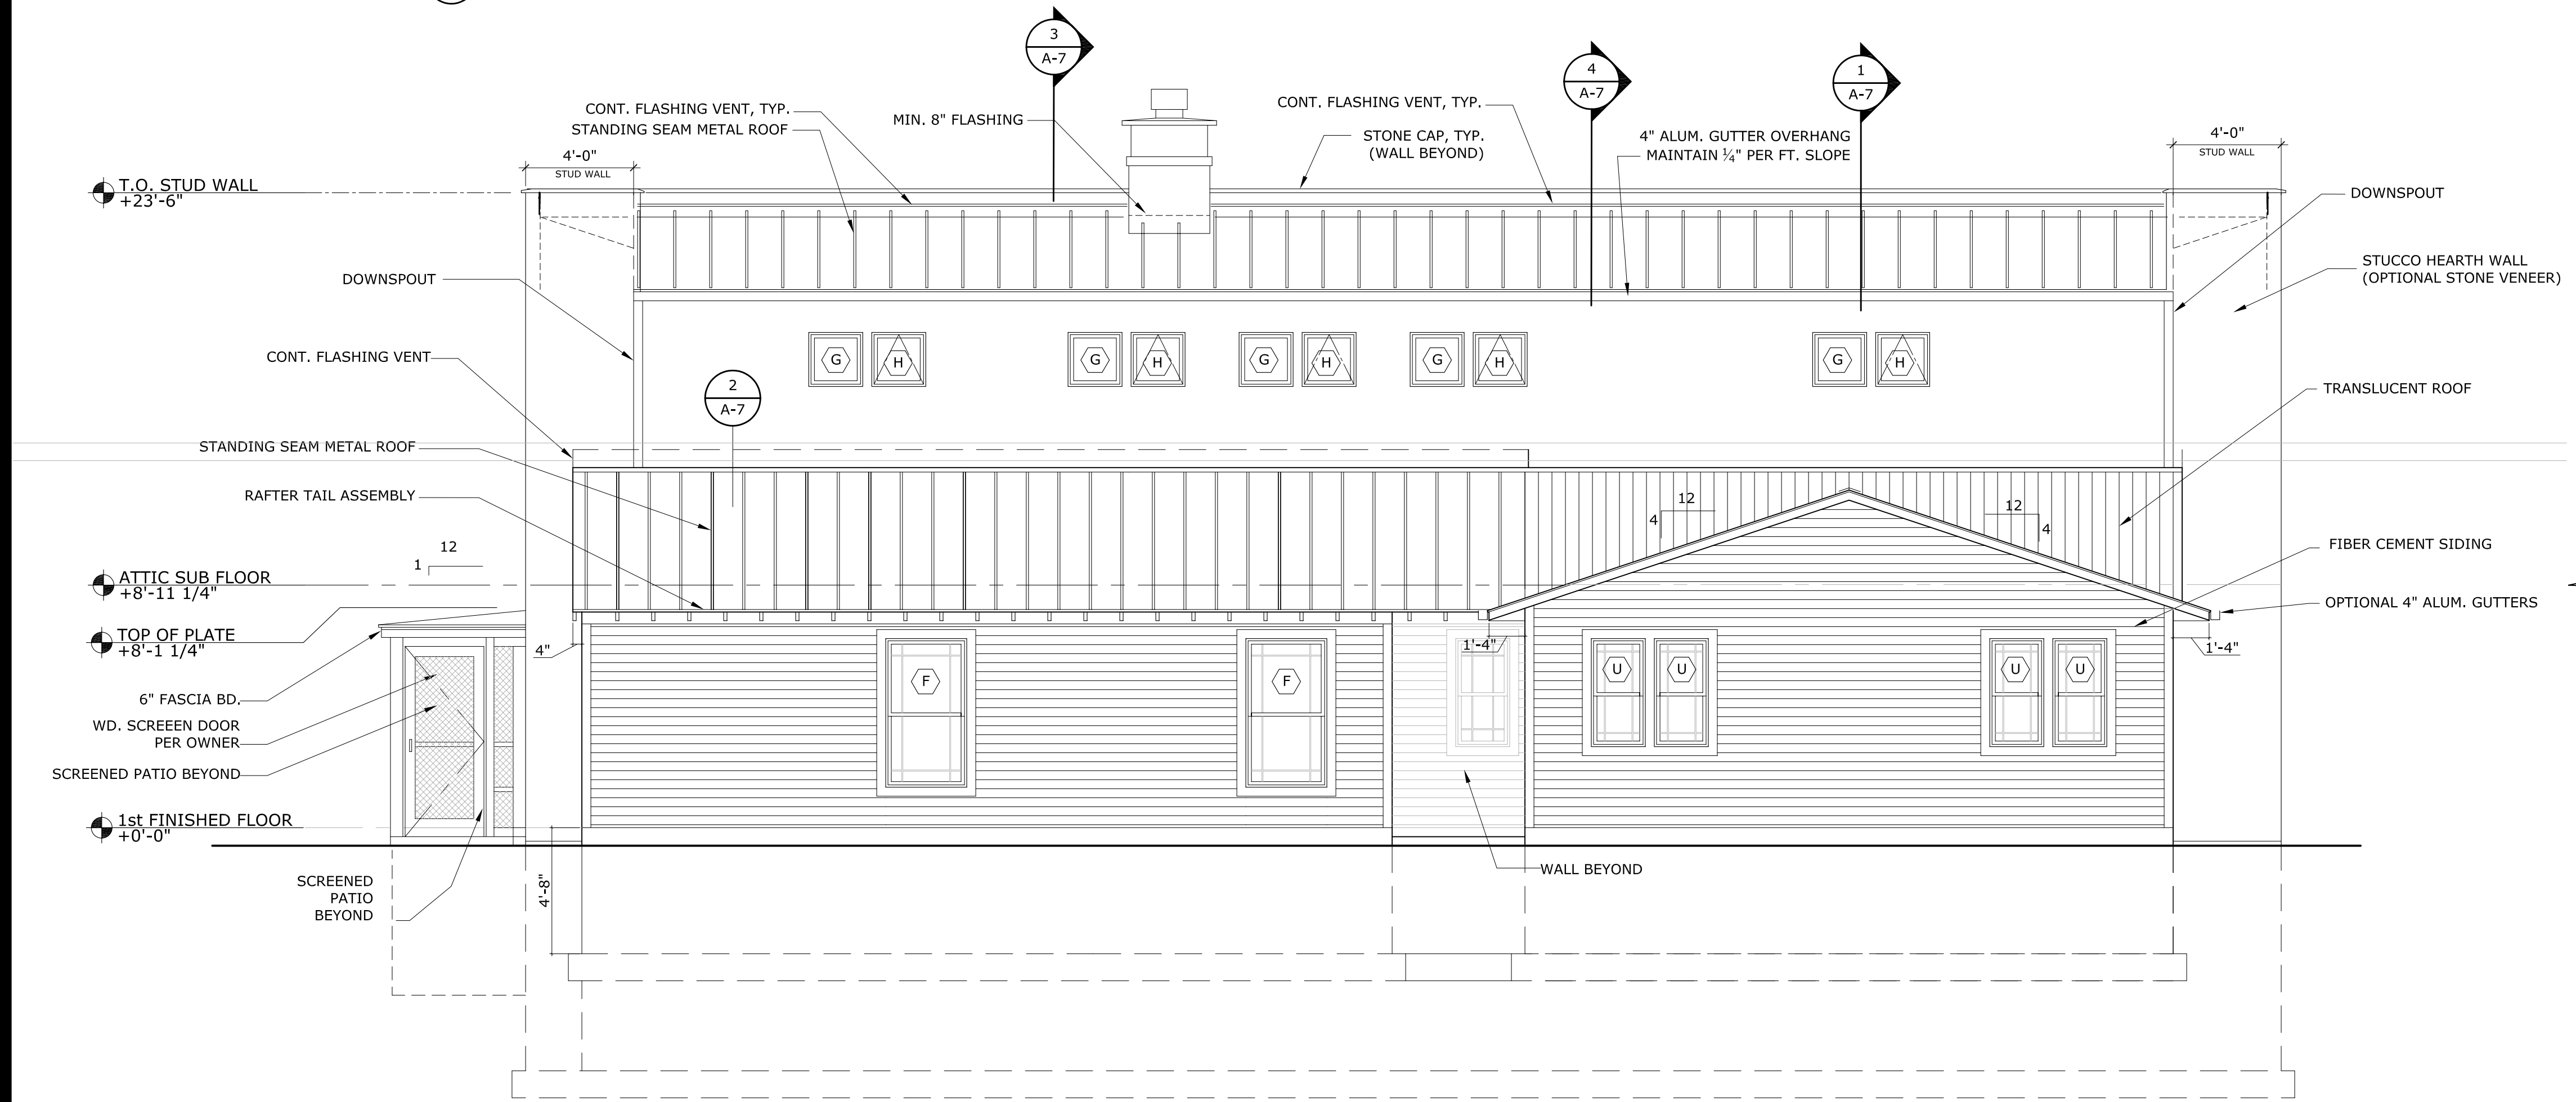 3
A-7
4
A-7
1
A-7
CONT. FLASHING VENT, TYP.
STANDING SEAM METAL ROOF
MIN. 8" FLASHING
CONT. FLASHING VENT, TYP.
STONE CAP, TYP.
(WALL BEYOND)
4" ALUM. GUTTER OVERHANG
MAINTAIN ¼" PER FT. SLOPE
4'-0"
STUD WALL
4'-0"
STUD WALL
T.O. STUD WALL
+23'-6"
DOWNSPOUT
DOWNSPOUT
STUCCO HEARTH WALL
(OPTIONAL STONE VENEER)
CONT. FLASHING VENT
G
H
G
H
G
H
G
H
G
H
2
A-7
TRANSLUCENT ROOF
STANDING SEAM METAL ROOF
RAFTER TAIL ASSEMBLY
12
4
12
4
12
1
FIBER CEMENT SIDING
ATTIC SUB FLOOR
+8'-11 1/4"
OPTIONAL 4" ALUM. GUTTERS
TOP OF PLATE
+8'-1 1/4"
4"
1'-4"
1'-4"
F
F
U
U
U
U
6" FASCIA BD.
WD. SCREEEN DOOR
PER OWNER
SCREENED PATIO BEYOND
1st FINISHED FLOOR
+0'-0"
SCREENED
PATIO
BEYOND
4'-8"
WALL BEYOND